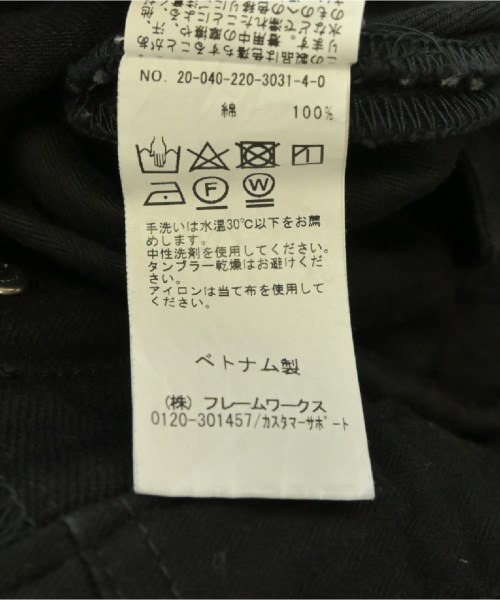 NO. 20-040-220-3031-4-0
綿 100%
F W
手洗いは水温30℃以下をお薦
めします。
中性洗剤を使用してください。
タンブラー乾燥はお避けくださ
い。
アイロンは当て布を使用してく
ださい。
ベトナム製
(株) フレームワークス
0120-301457/カスタマーサポート